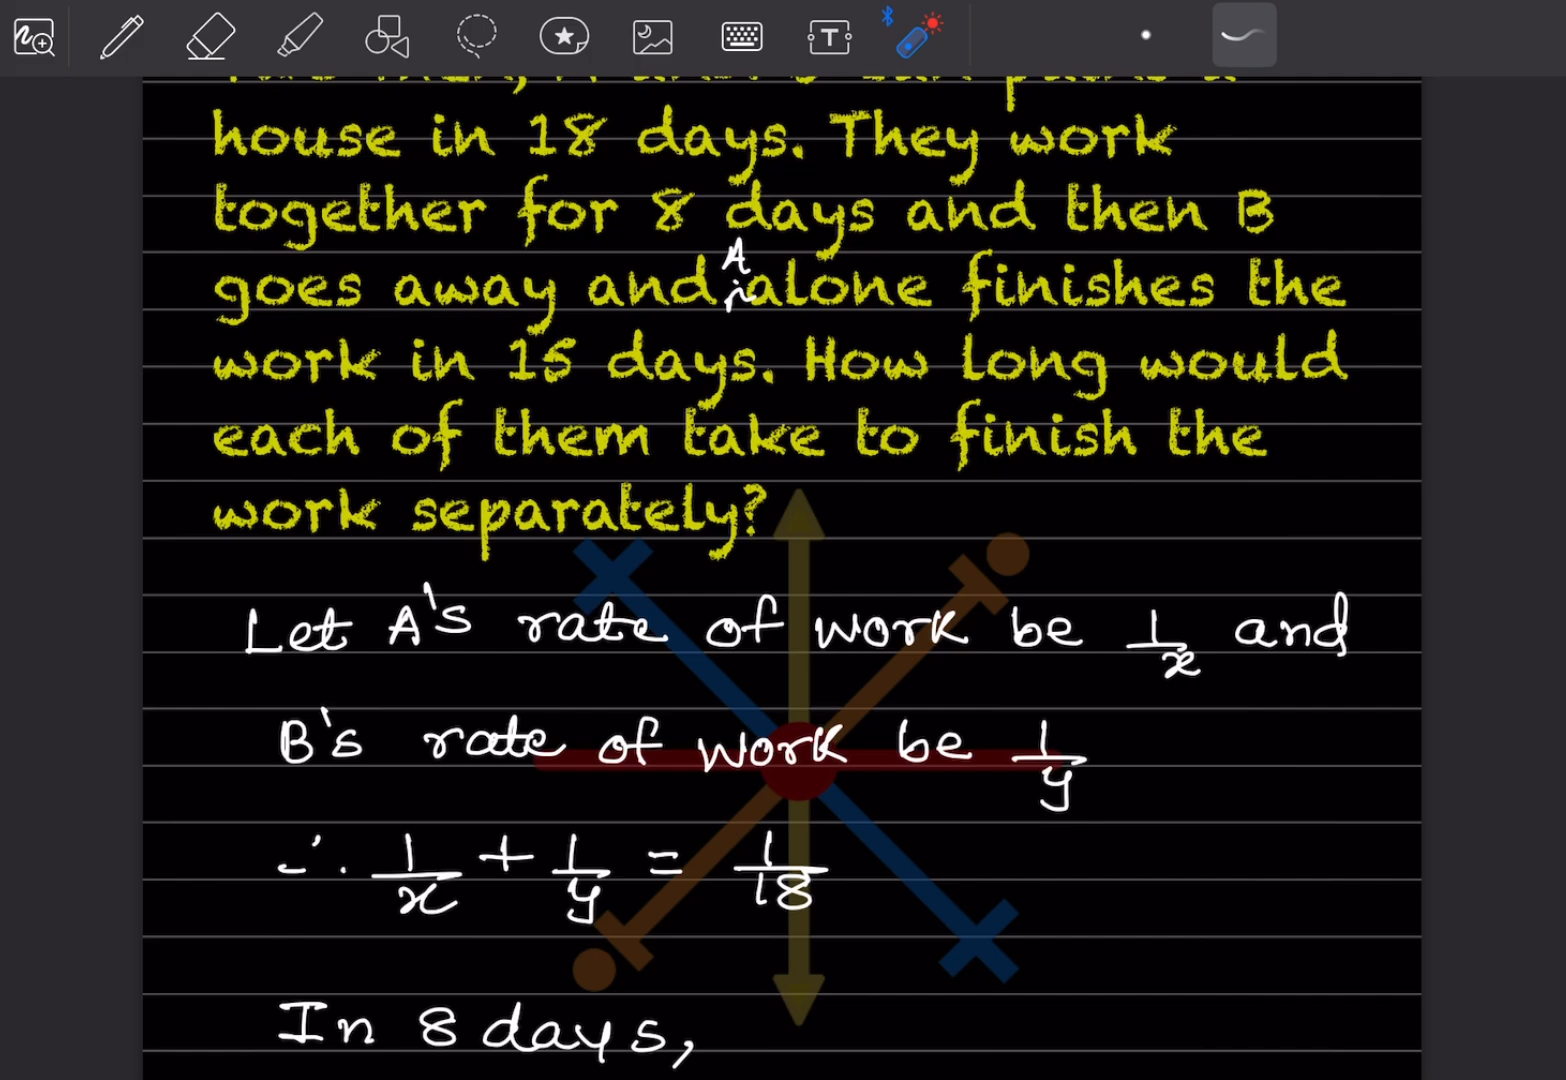 house in 18 days. They work
together for 8 days and then B
A
goes away and alone finishes the
work in 15 days. How long would
each of them take to finish the
work separately?
Let A's rate of work be 1/x and
B's rate of work be 1/y
∴ 1/x + 1/y = 1/18
In 8 days,